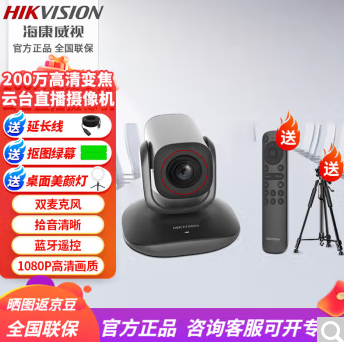 HIKVISION
海康威视
官方正品 全国联保
200万高清变焦
云台直播摄像机
送 延长线
送 抠图绿幕
送 桌面美颜灯
双麦克风
拾音清晰
蓝牙遥控
1080P高清画质
HIKVISION
送
送
晒图返京豆
全国联保
官方正品 咨询客服可开专